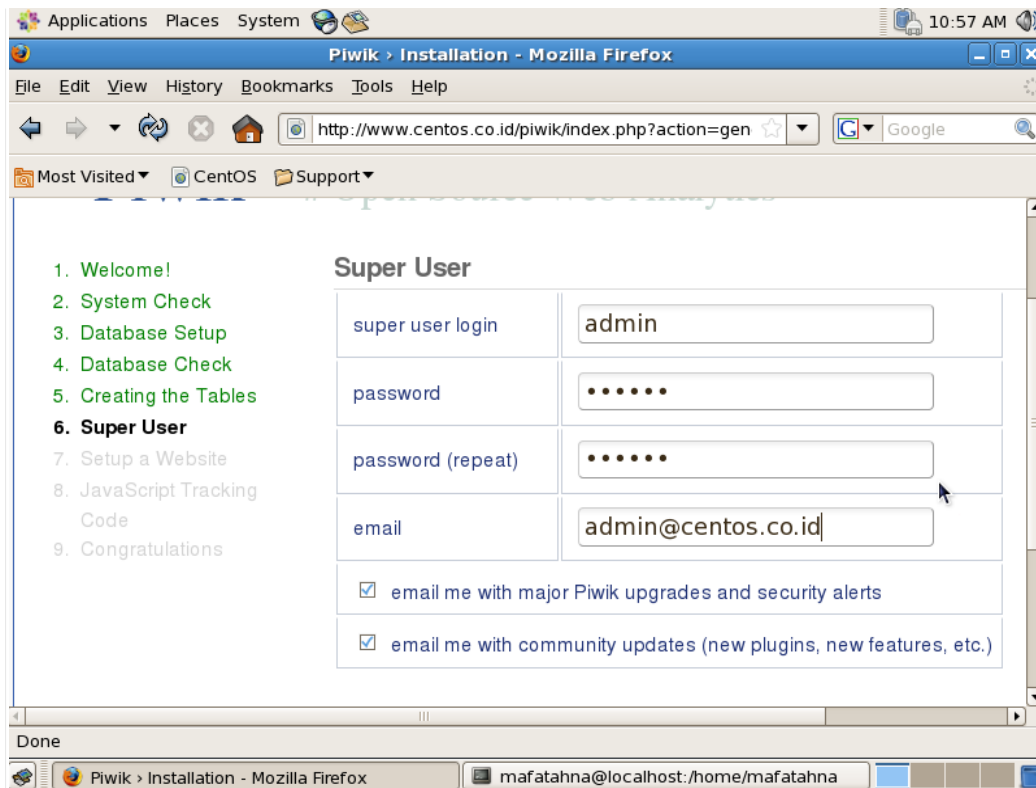 Applications Places System 10:57 AM
Piwik › Installation - Mozilla Firefox
File Edit View History Bookmarks Tools Help
http://www.centos.co.id/piwik/index.php?action=gen G Google
Most Visited CentOS Support
Piwik # Open Source Web Analytics
Super User
1. Welcome!
2. System Check
3. Database Setup
4. Database Check
5. Creating the Tables
6. Super User
7. Setup a Website
8. JavaScript Tracking
Code
9. Congratulations
super user login admin
password ••••••
password (repeat) ••••••
email admin@centos.co.id
email me with major Piwik upgrades and security alerts
email me with community updates (new plugins, new features, etc.)
Done
Piwik › Installation - Mozilla Firefox mafatahna@localhost:/home/mafatahna